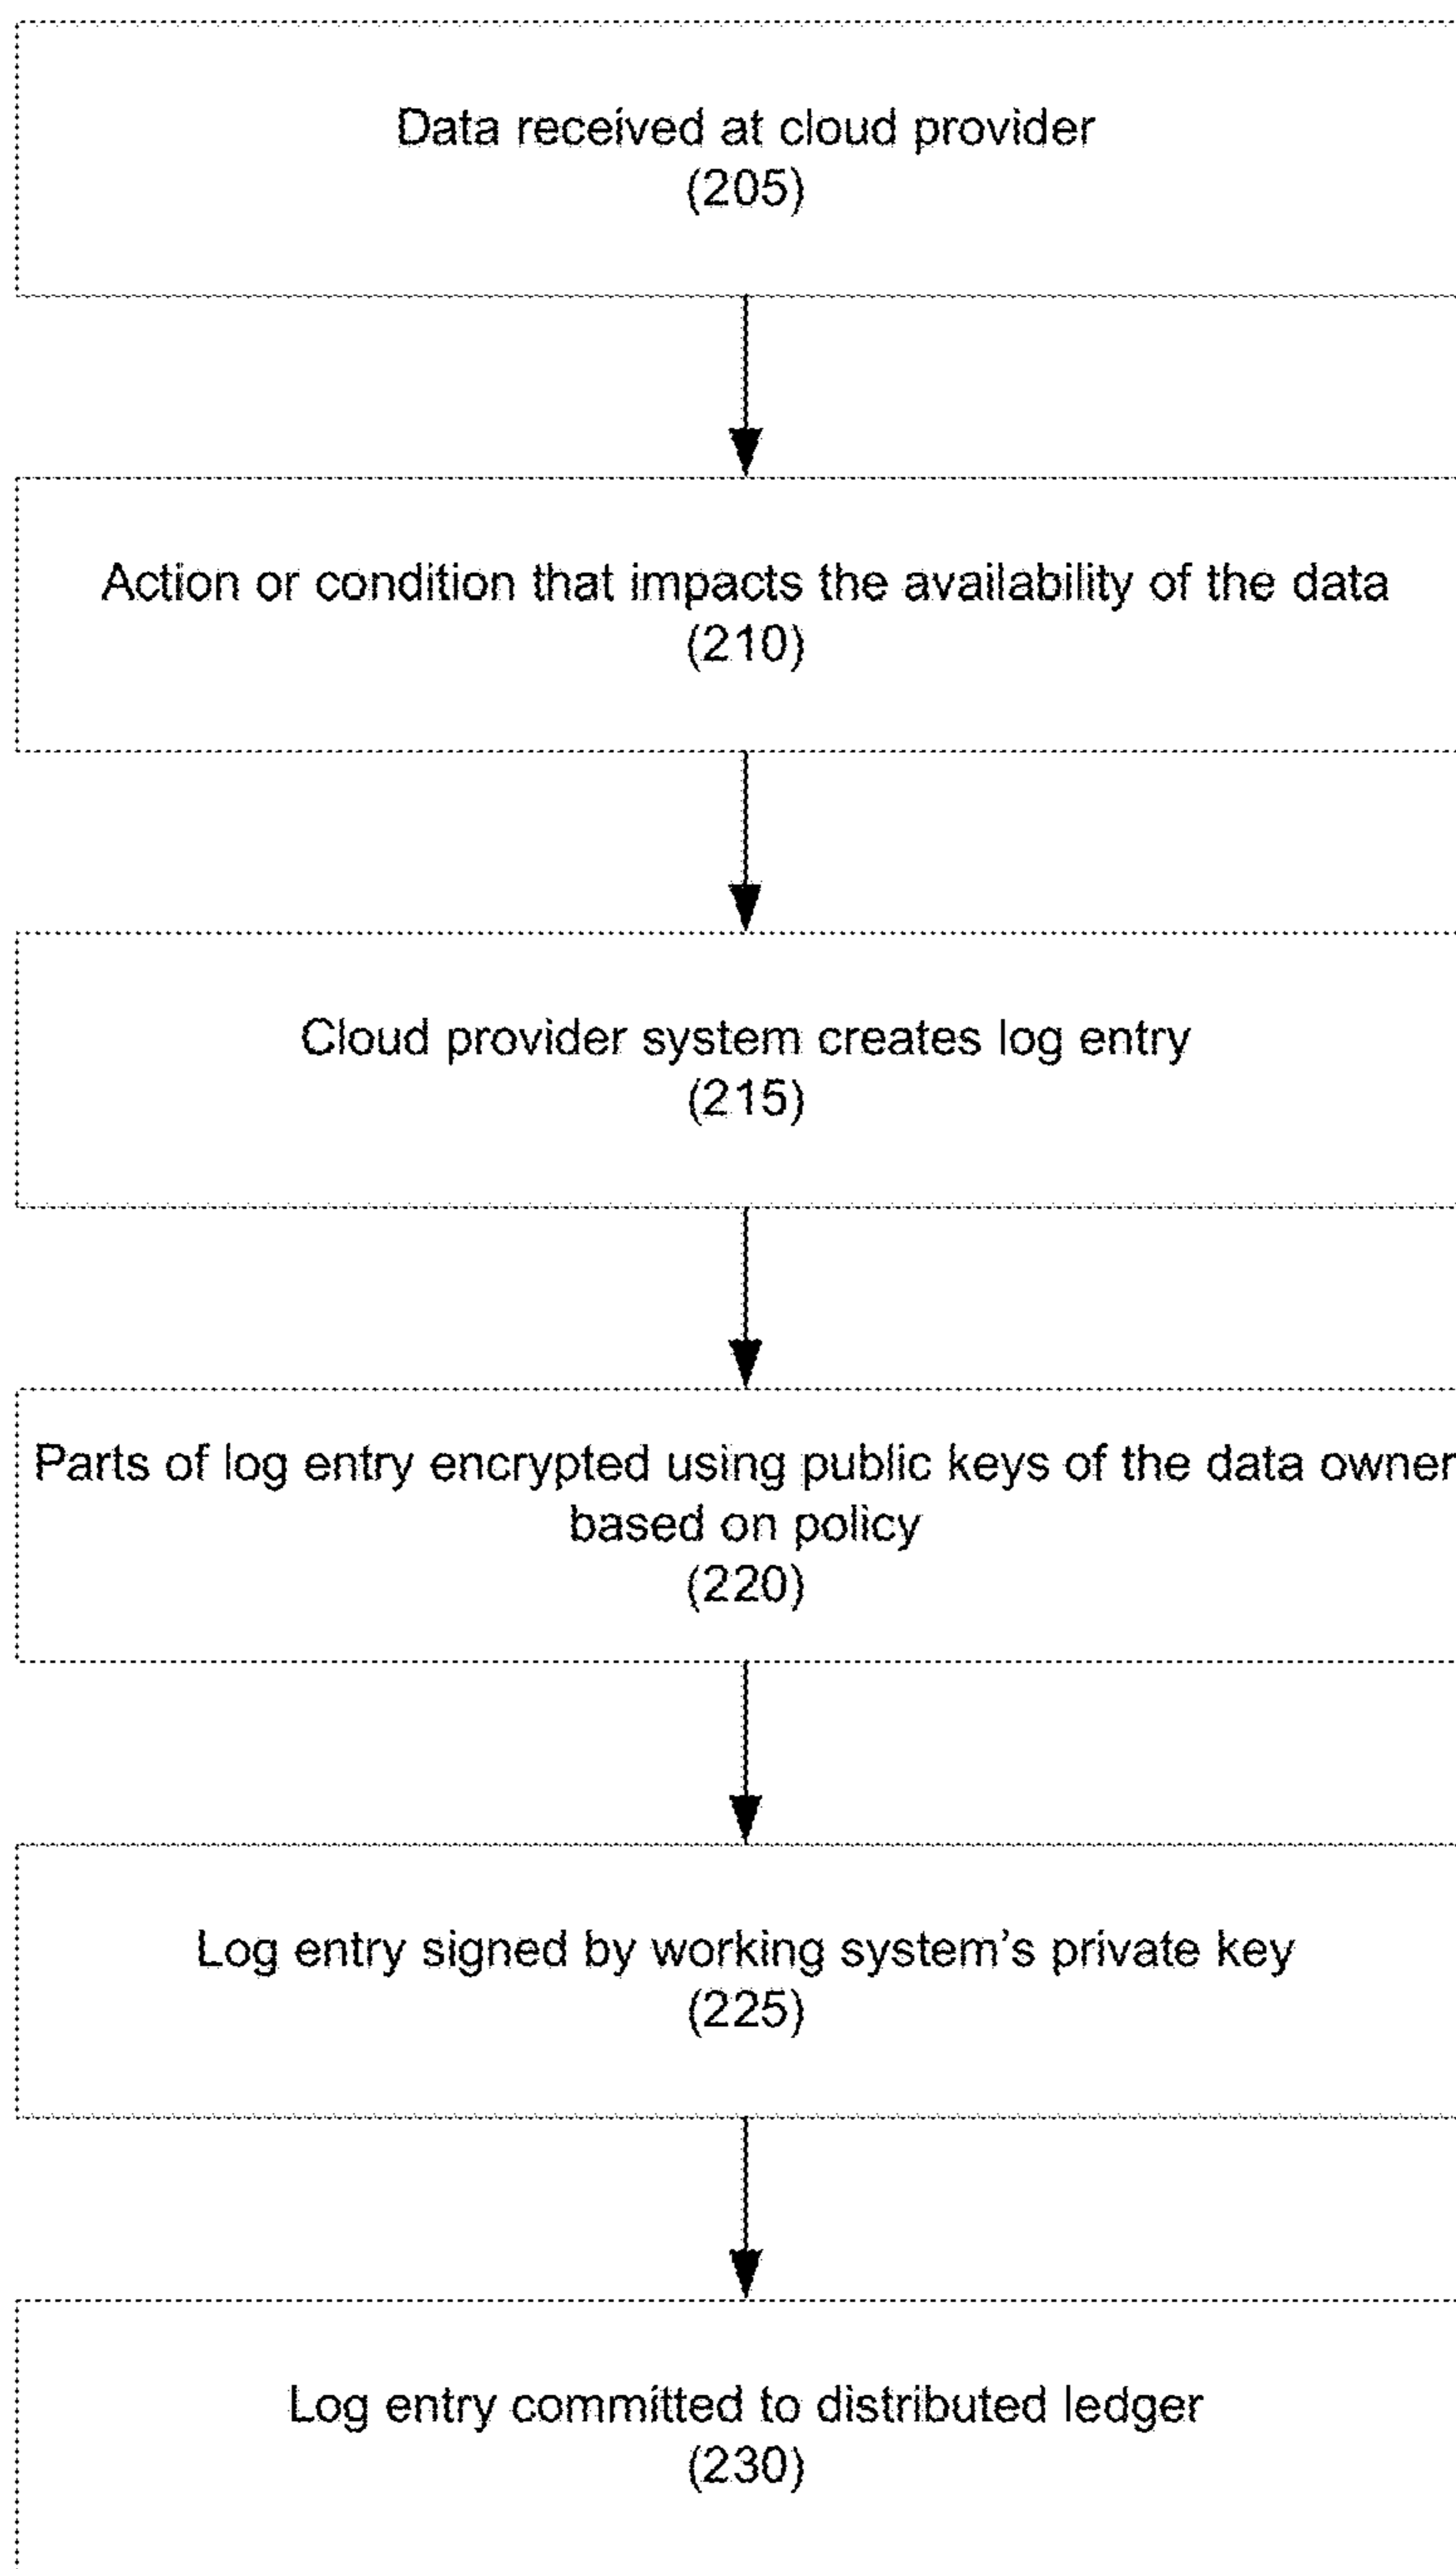 Data received at cloud provider
(205)
Action or condition that impacts the availability of the data
(210)
Cloud provider system creates log entry
(215)
Parts of log entry encrypted using public keys of the data owner
based on policy
(220)
Log entry signed by working system's private key
(225)
Log entry committed to distributed ledger
(230)